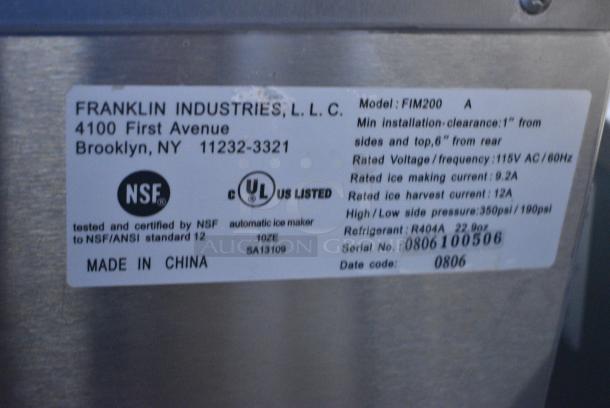 FRANKLIN INDUSTRIES, L. L. C.
4100 First Avenue
Brooklyn, NY 11232-3321
NSF®
c UL US LISTED
tested and certified by NSF
to NSF/ANSI standard 12
automatic ice maker
10ZE
SA13109
MADE IN CHINA
Model: FIM200 A
Min installation-clearance:1" from
sides and top,6" from rear
Rated Voltage/frequency:115V AC/60Hz
Rated ice making current: 9.2A
Rated ice harvest current: 12A
High/Low side pressure:350psi/190psi
Refrigerant: R404A 22.9oz
Serial No. 0806100506
Date code: 0806
AUCTION GROUP